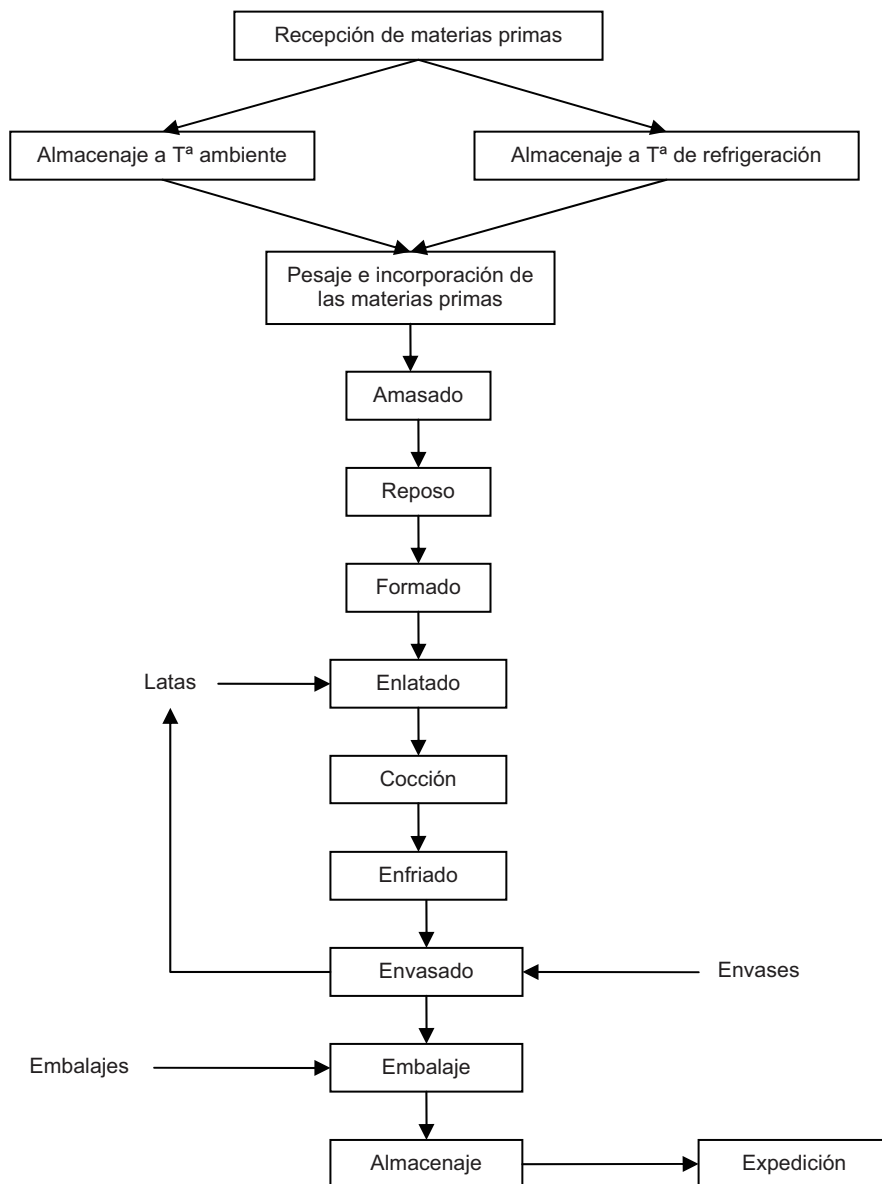 Recepción de materias primas
Almacenaje a Tª ambiente
Almacenaje a Tª de refrigeración
Pesaje e incorporación de
las materias primas
Amasado
Reposo
Formado
Latas
Enlatado
Cocción
Enfriado
Envasado
Envases
Embalajes
Embalaje
Almacenaje
Expedición